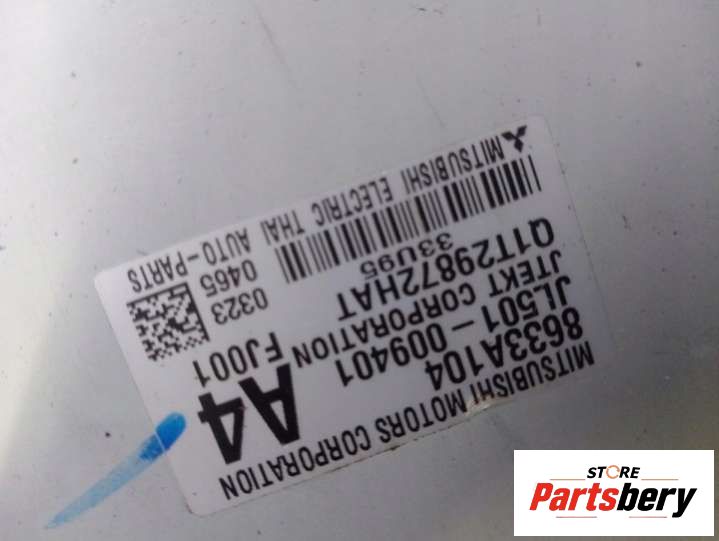 MITSUBISHI MOTORS CORPORATION
8633A104 A4
JL501-009401
JTEKT CORPORATION FJ001
Q1T29872HAT
33U95
0323
0465
MITSUBISHI ELECTRIC THAI AUTO-PARTS
STORE
Partsbery